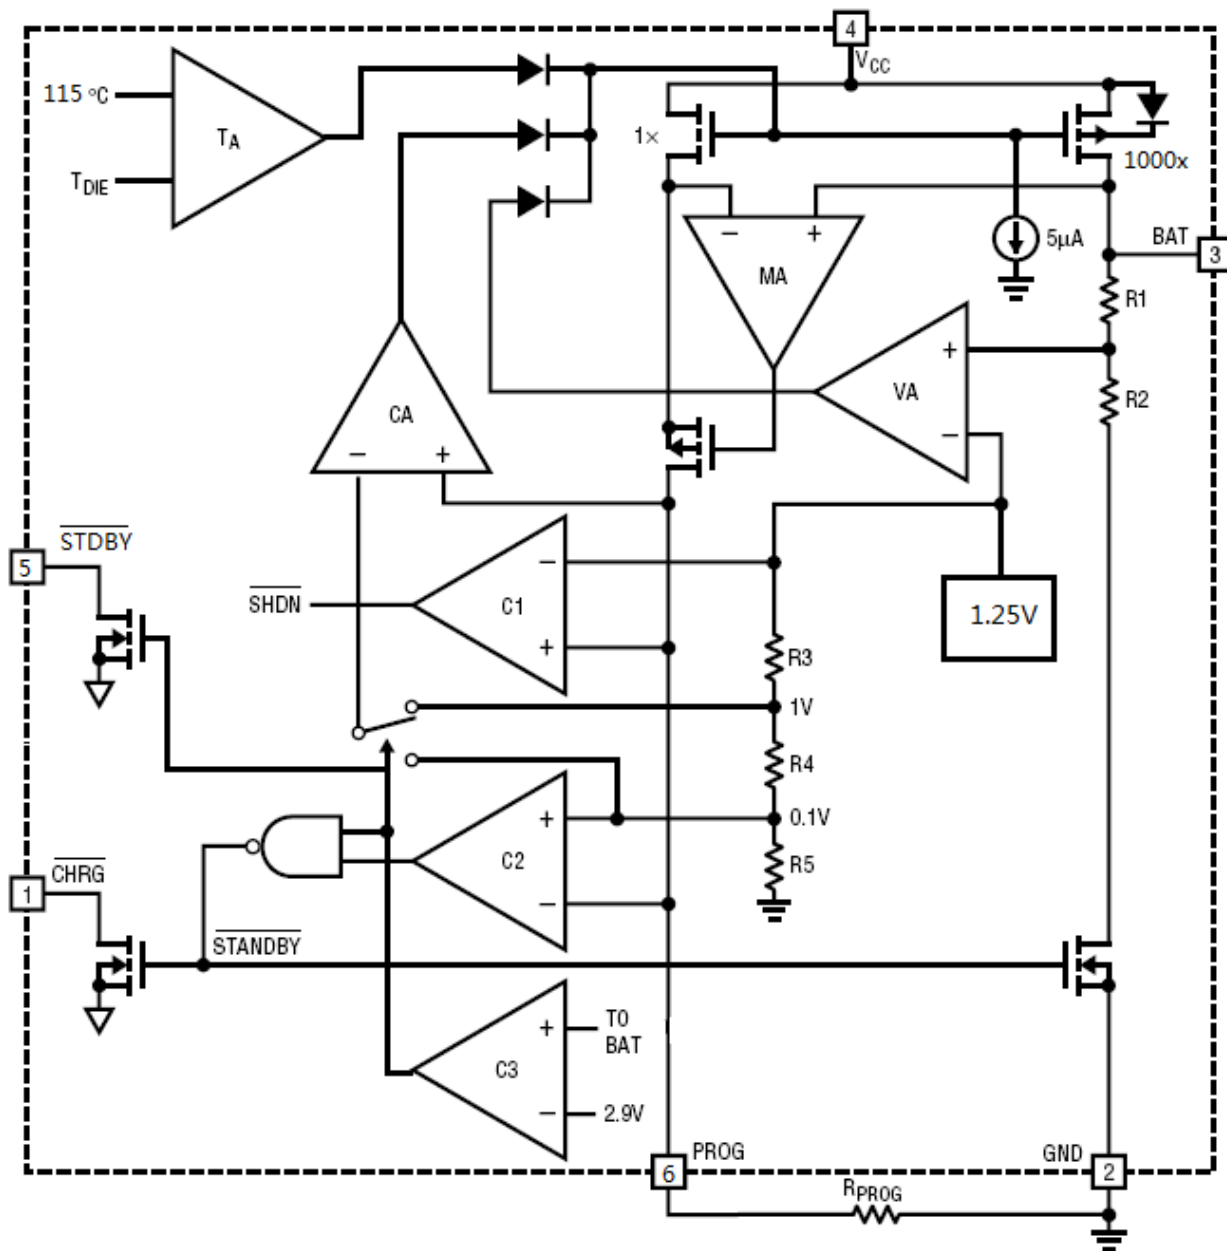 4
VCC
115 °C
TA
TDIE
1×
1000x
5µA
BAT
3
− +
MA
R1
+
VA
−
R2
CA
− +
STDBY
5
SHDN
−
C1
+
1.25V
R3
1V
R4
0.1V
+
C2
−
R5
CHRG
1
STANDBY
+
TO
BAT
C3
−
2.9V
PROG
6
GND
2
RPROG